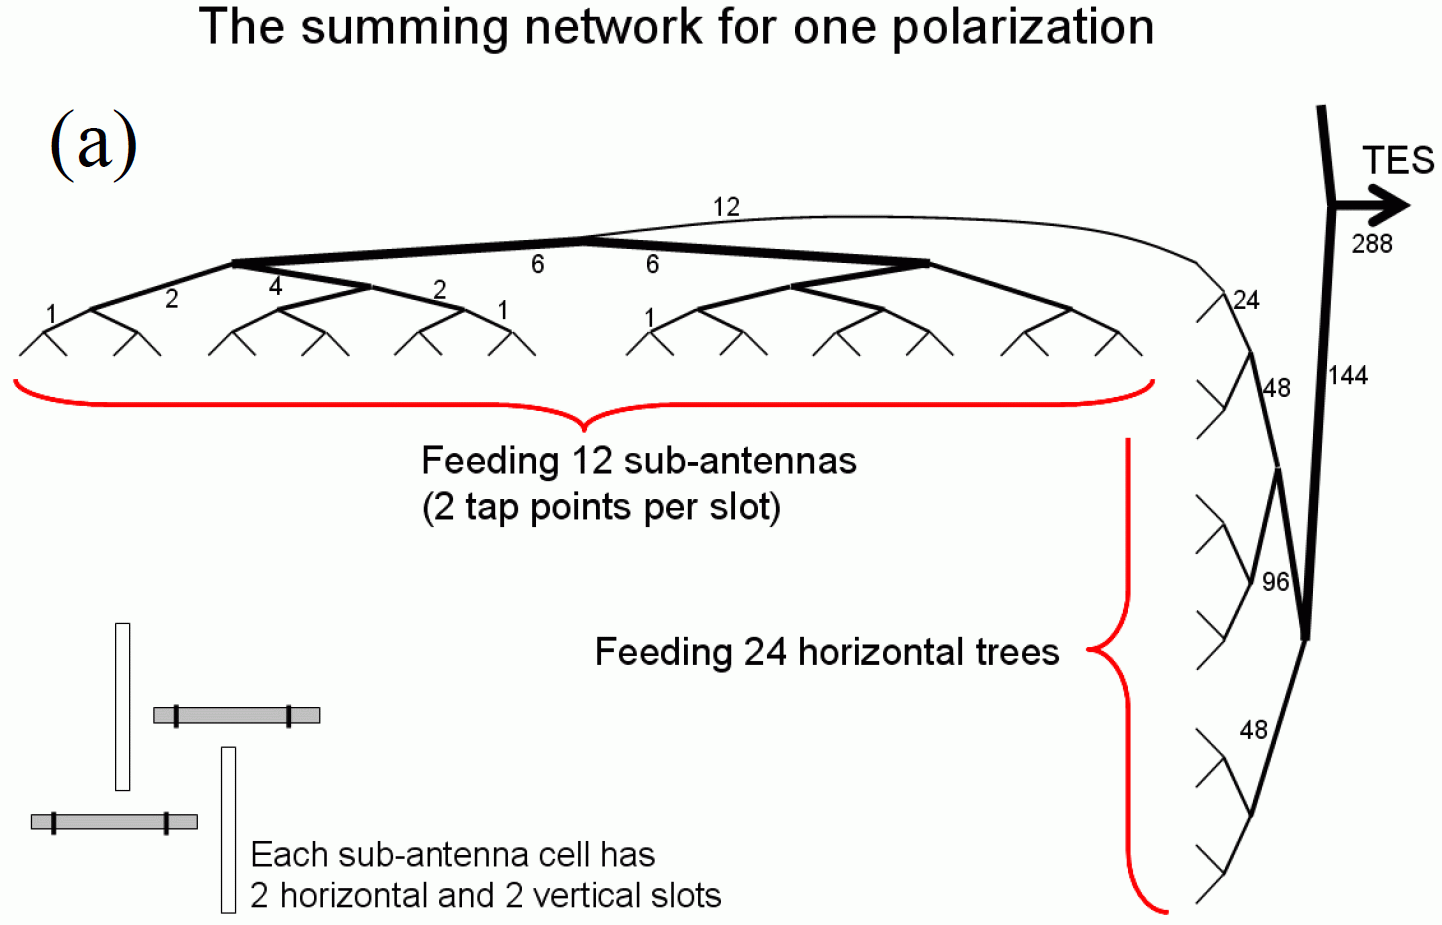 The summing network for one polarization
(a)
TES
288
12
6 6
2 4 2
1 1 1
24
48
144
96
48
Feeding 12 sub-antennas
(2 tap points per slot)
Feeding 24 horizontal trees
Each sub-antenna cell has
2 horizontal and 2 vertical slots